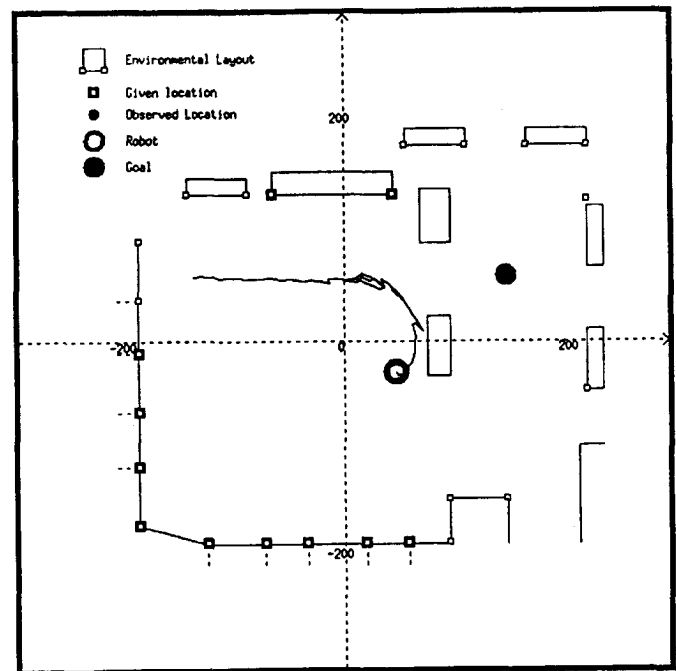 Environmental Layout
Given location
Observed Location
Robot
Goal
200
-200
0
200
-200